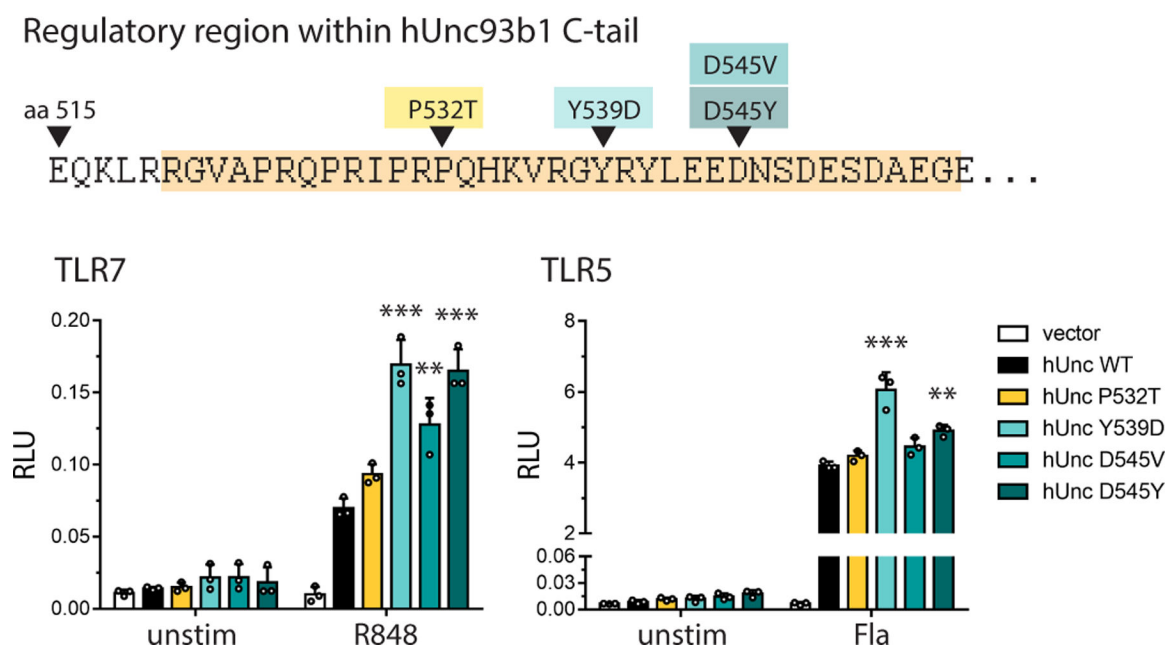 Regulatory region within hUnc93b1 C-tail
D545V
aa 515 P532T Y539D D545Y
EQKLRRGVAPRQPRIPRPQHKVRGYRYLEEDNSDESDAEGE...
TLR7
RLU
0.20
0.15
0.10
0.05
0.00
*** ** ***
unstim R848
TLR5
RLU
8
6
4
2
0.06
0.03
0.00
*** **
unstim Fla
vector
hUnc WT
hUnc P532T
hUnc Y539D
hUnc D545V
hUnc D545Y